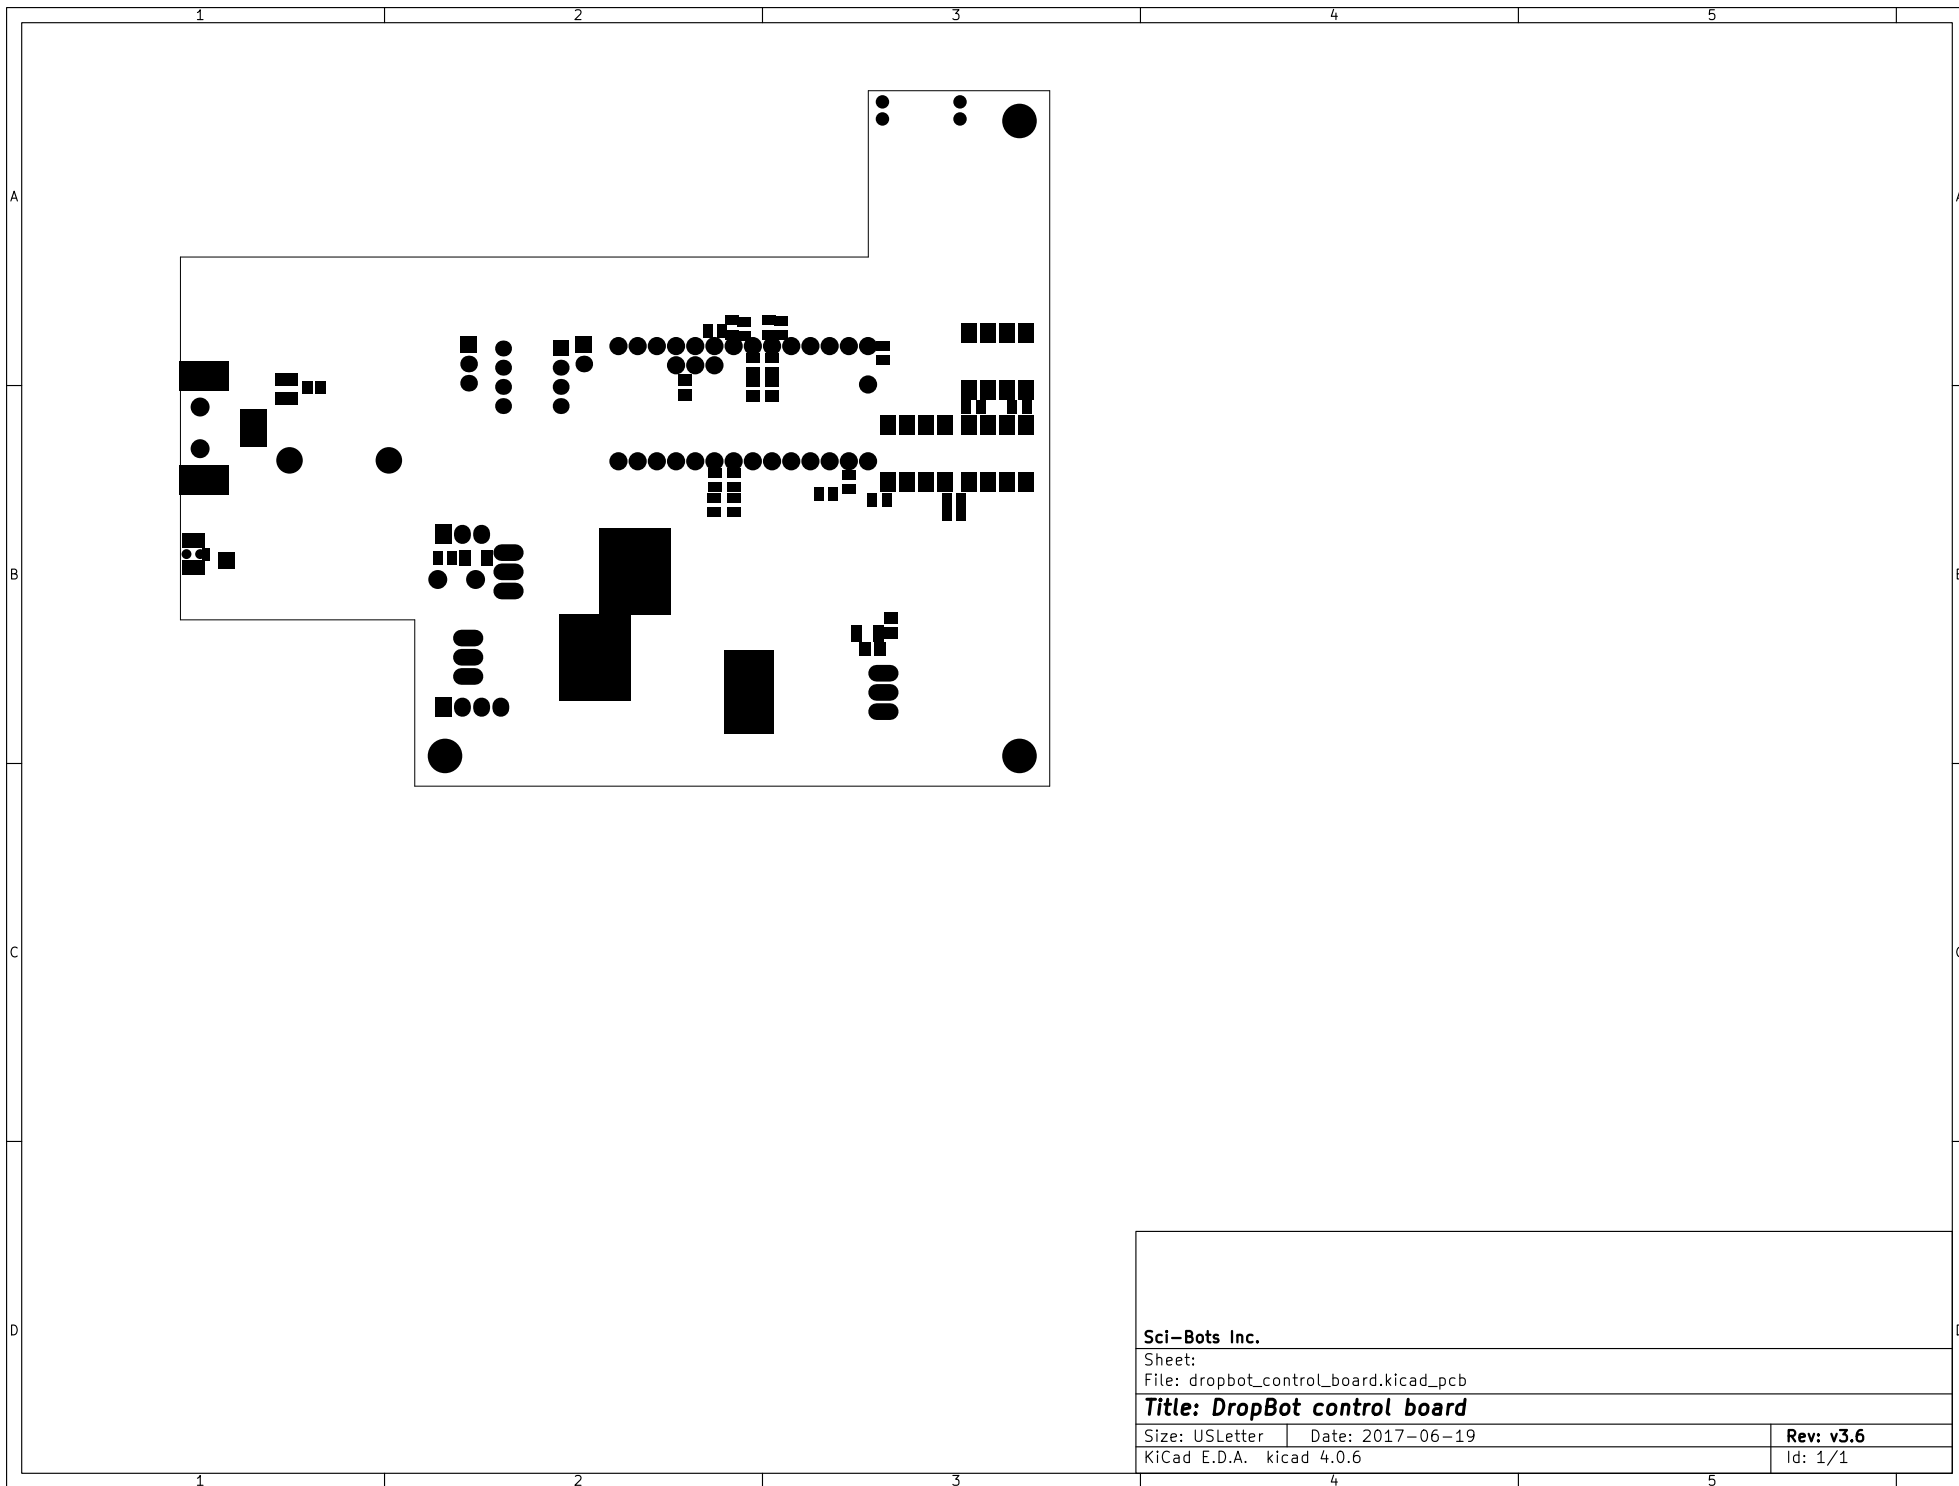 1 2 3 4 5
A A
B B
C C
D D
Sci-Bots Inc.
Sheet:
File: dropbot_control_board.kicad_pcb
Title: DropBot control board
Size: USLetter Date: 2017-06-19 Rev: v3.6
KiCad E.D.A. kicad 4.0.6 Id: 1/1
1 2 3 4 5